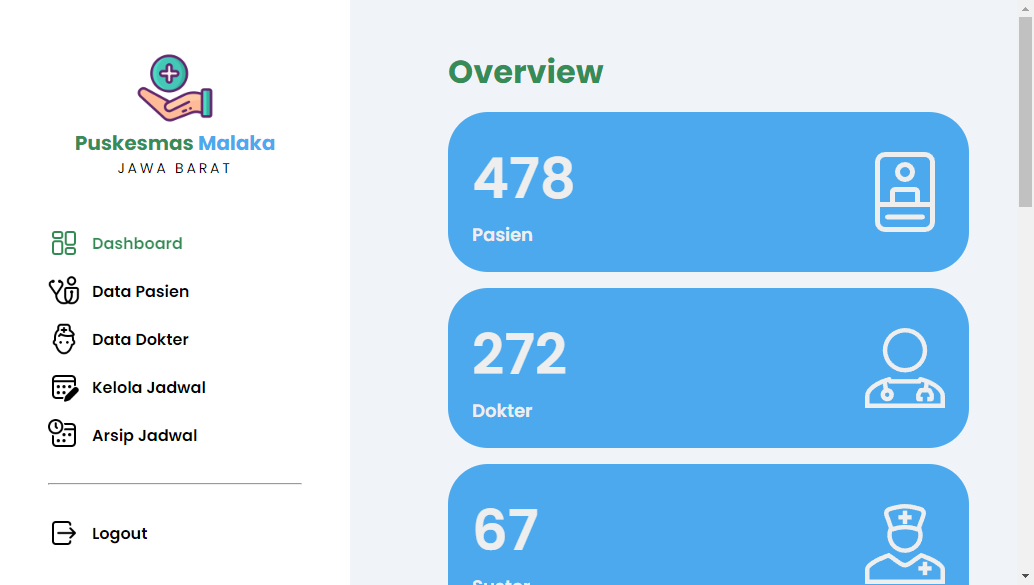 Puskesmas Malaka
JAWA BARAT
Dashboard
Data Pasien
Data Dokter
Kelola Jadwal
Arsip Jadwal
Logout
Overview
478
Pasien
272
Dokter
67
Suster